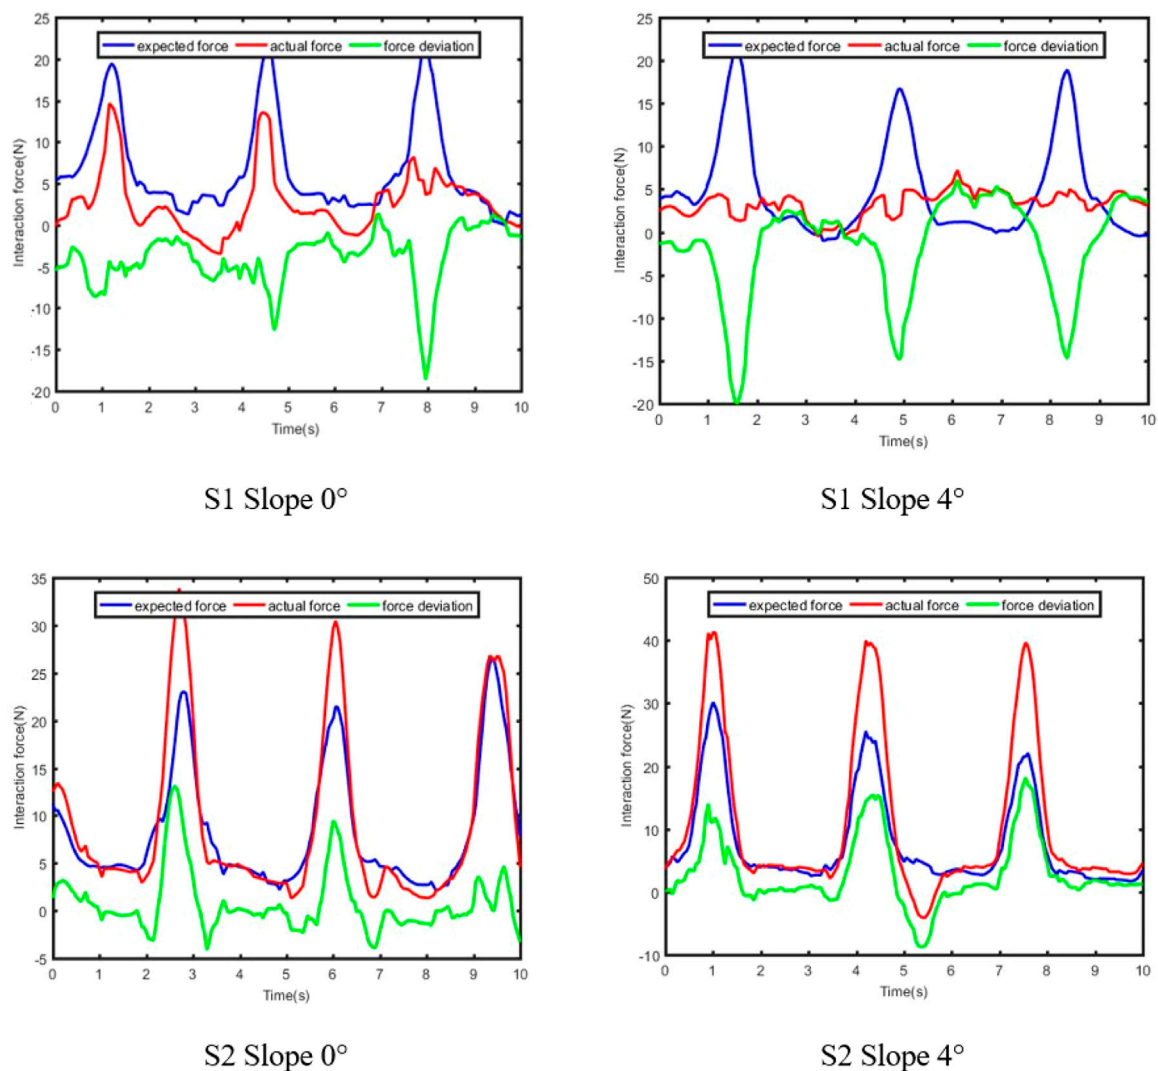 25
20
15
10
5
0
-5
-10
-15
-20
Interaction force(N)
expected force actual force force deviation
0 1 2 3 4 5 6 7 8 9 10
Time(s)
S1 Slope 0°
25
20
15
10
5
0
-5
-10
-15
-20
Interaction force(N)
expected force actual force force deviation
0 1 2 3 4 5 6 7 8 9 10
Time(s)
S1 Slope 4°
35
30
25
20
15
10
5
0
-5
Interaction force(N)
expected force actual force force deviation
0 1 2 3 4 5 6 7 8 9 10
Time(s)
S2 Slope 0°
50
40
30
20
10
0
-10
Interaction force(N)
expected force actual force force deviation
0 1 2 3 4 5 6 7 8 9 10
Time(s)
S2 Slope 4°